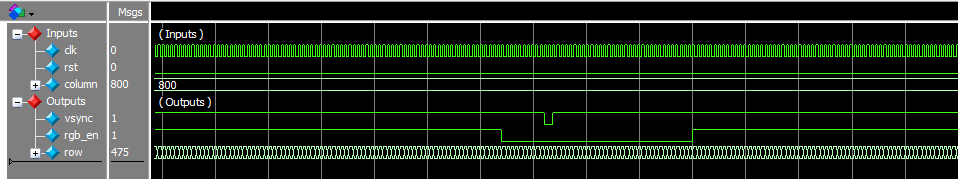 Msgs
Inputs
( Inputs )
clk 0
rst 0
column 800 800
Outputs
( Outputs )
vsync 1
rgb_en 1
row 475